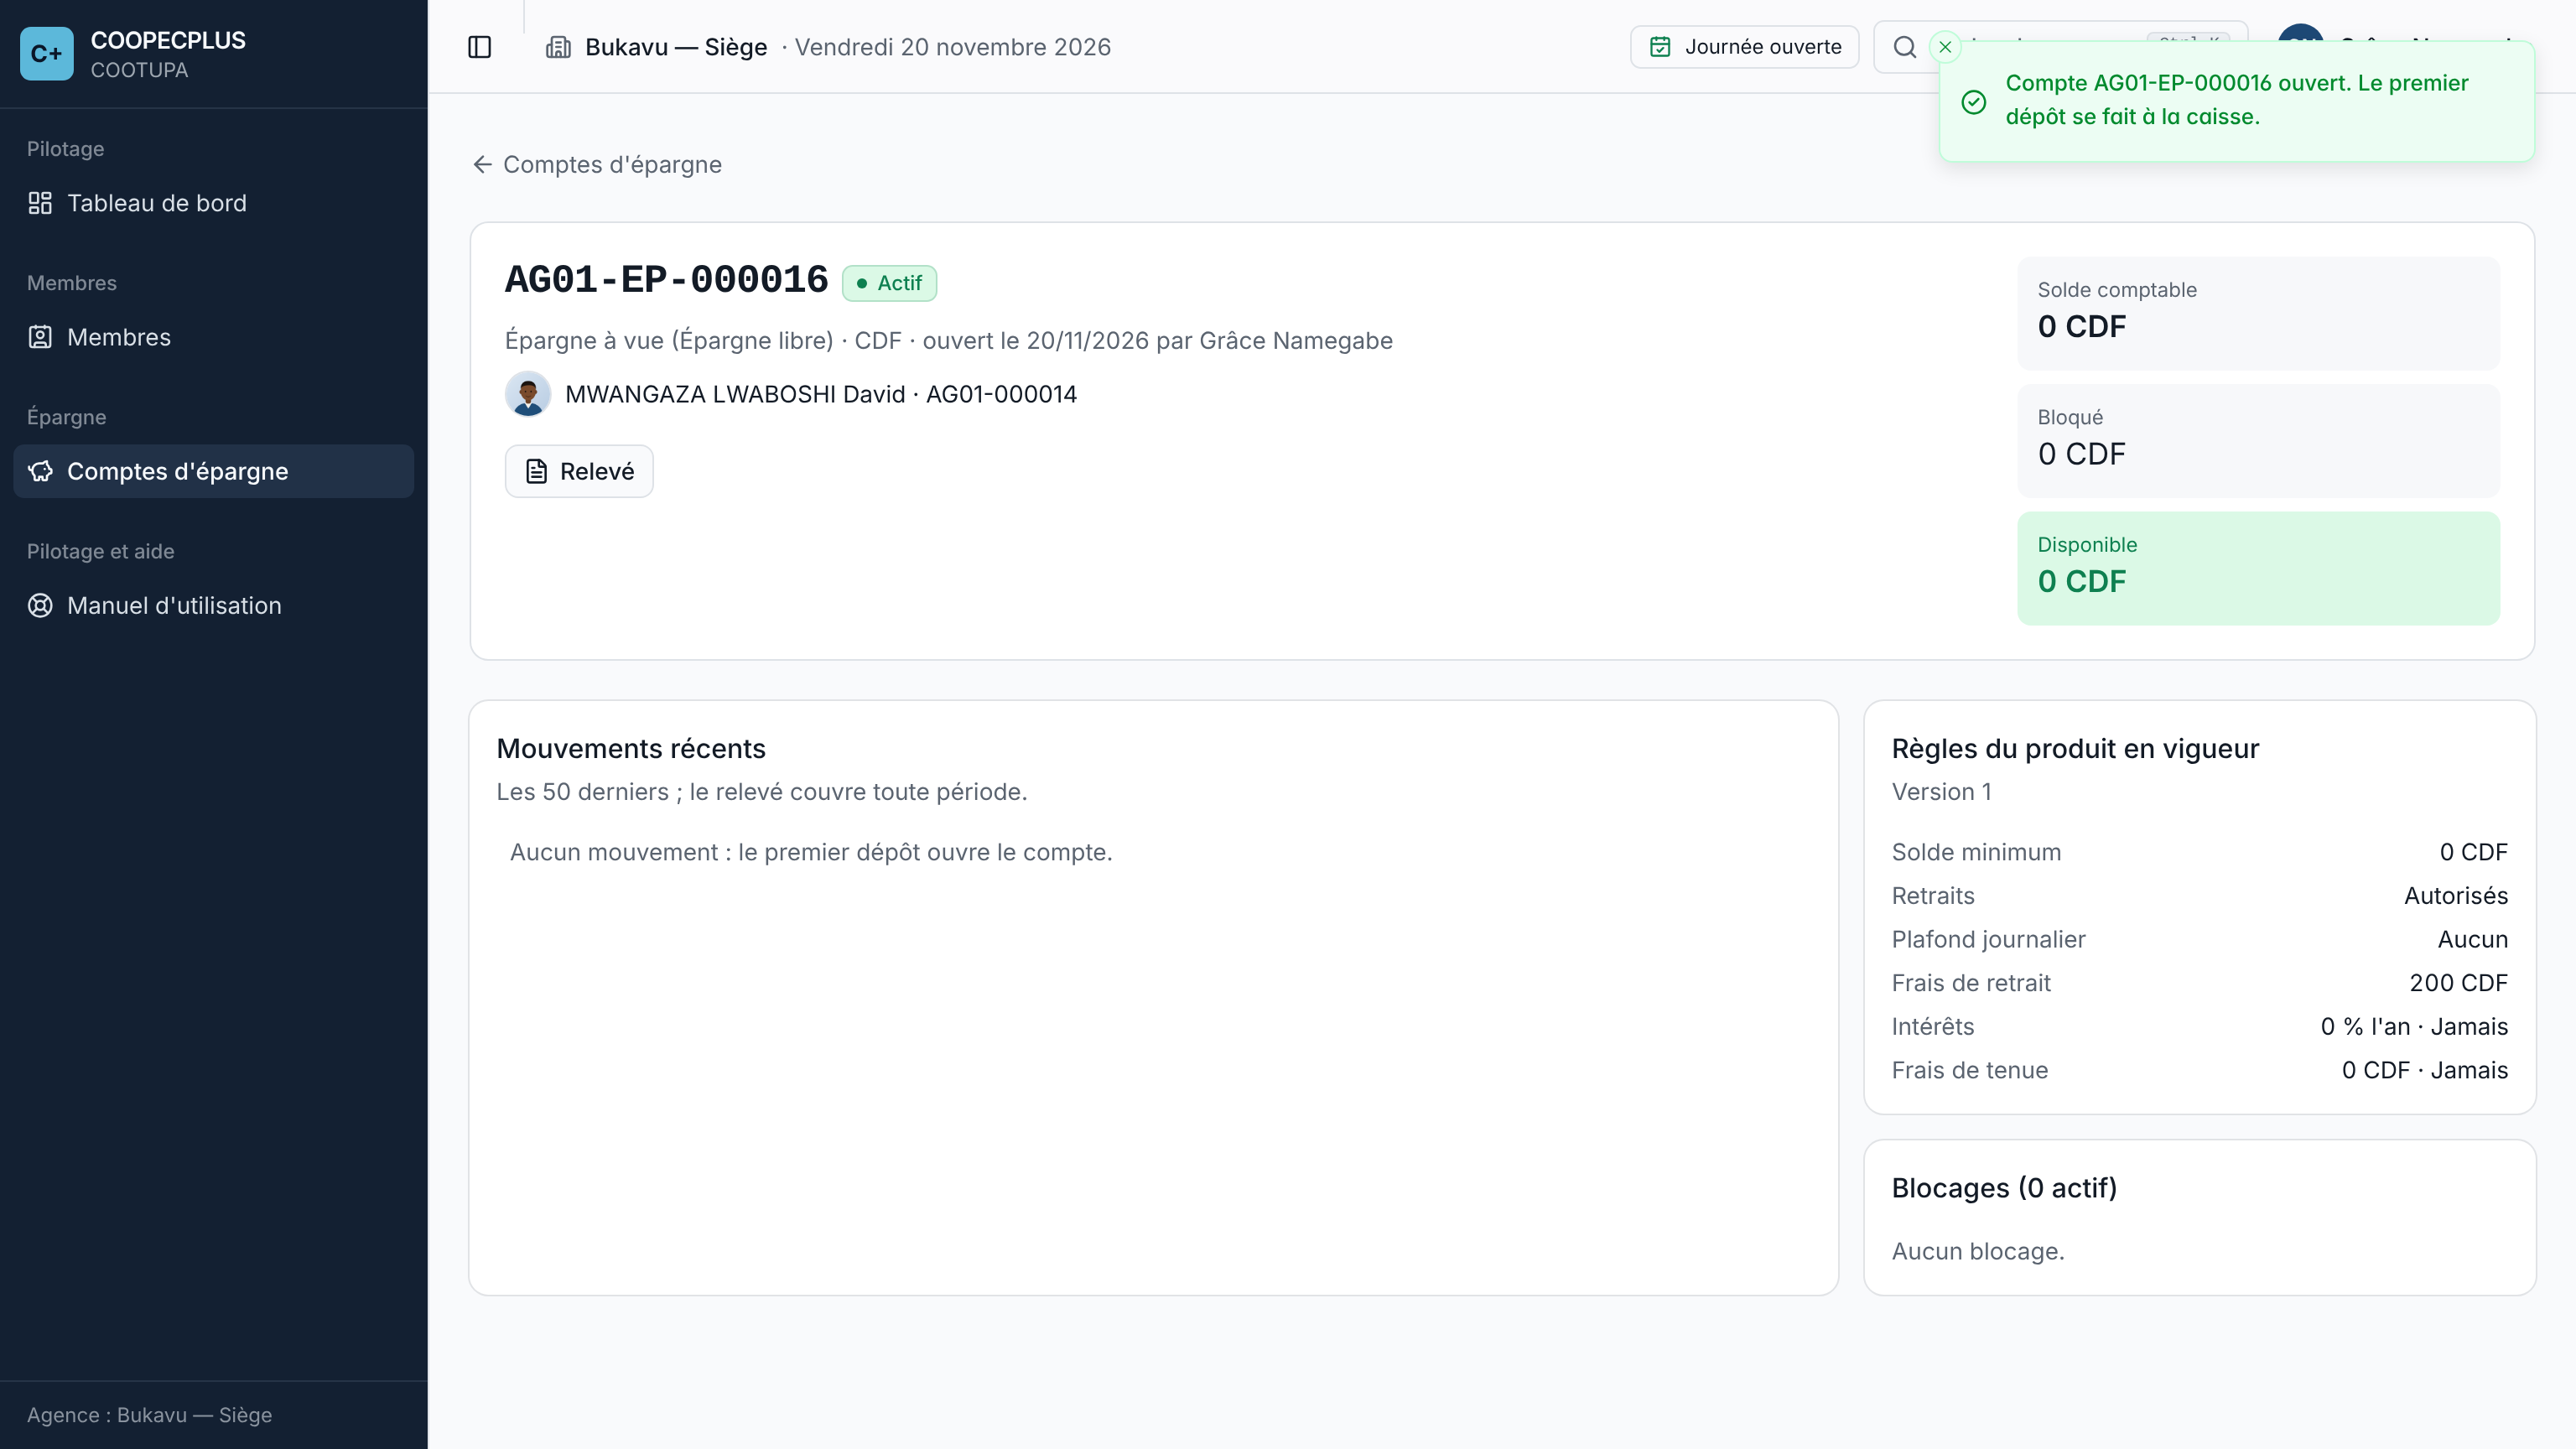 C+
COOPECPLUS
COOTUPA
Pilotage
Tableau de bord
Membres
Membres
Épargne
Comptes d'épargne
Pilotage et aide
Manuel d'utilisation
Agence : Bukavu — Siège
Bukavu — Siège · Vendredi 20 novembre 2026
Journée ouverte
Compte AG01-EP-000016 ouvert. Le premier
dépôt se fait à la caisse.
Comptes d'épargne
AG01-EP-000016
Actif
Épargne à vue (Épargne libre) · CDF · ouvert le 20/11/2026 par Grâce Namegabe
MWANGAZA LWABOSHI David · AG01-000014
Relevé
Solde comptable
0 CDF
Bloqué
0 CDF
Disponible
0 CDF
Mouvements récents
Les 50 derniers ; le relevé couvre toute période.
Aucun mouvement : le premier dépôt ouvre le compte.
Règles du produit en vigueur
Version 1
Solde minimum 0 CDF
Retraits Autorisés
Plafond journalier Aucun
Frais de retrait 200 CDF
Intérêts 0 % l'an · Jamais
Frais de tenue 0 CDF · Jamais
Blocages (0 actif)
Aucun blocage.